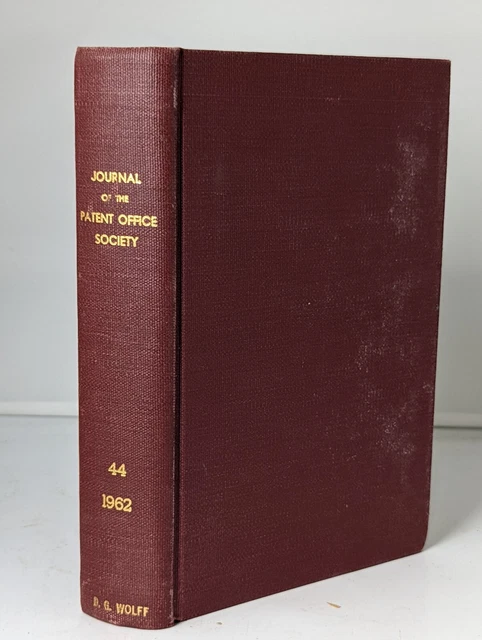 JOURNAL
OF THE
PATENT OFFICE
SOCIETY
44
1962
D. G. WOLFF